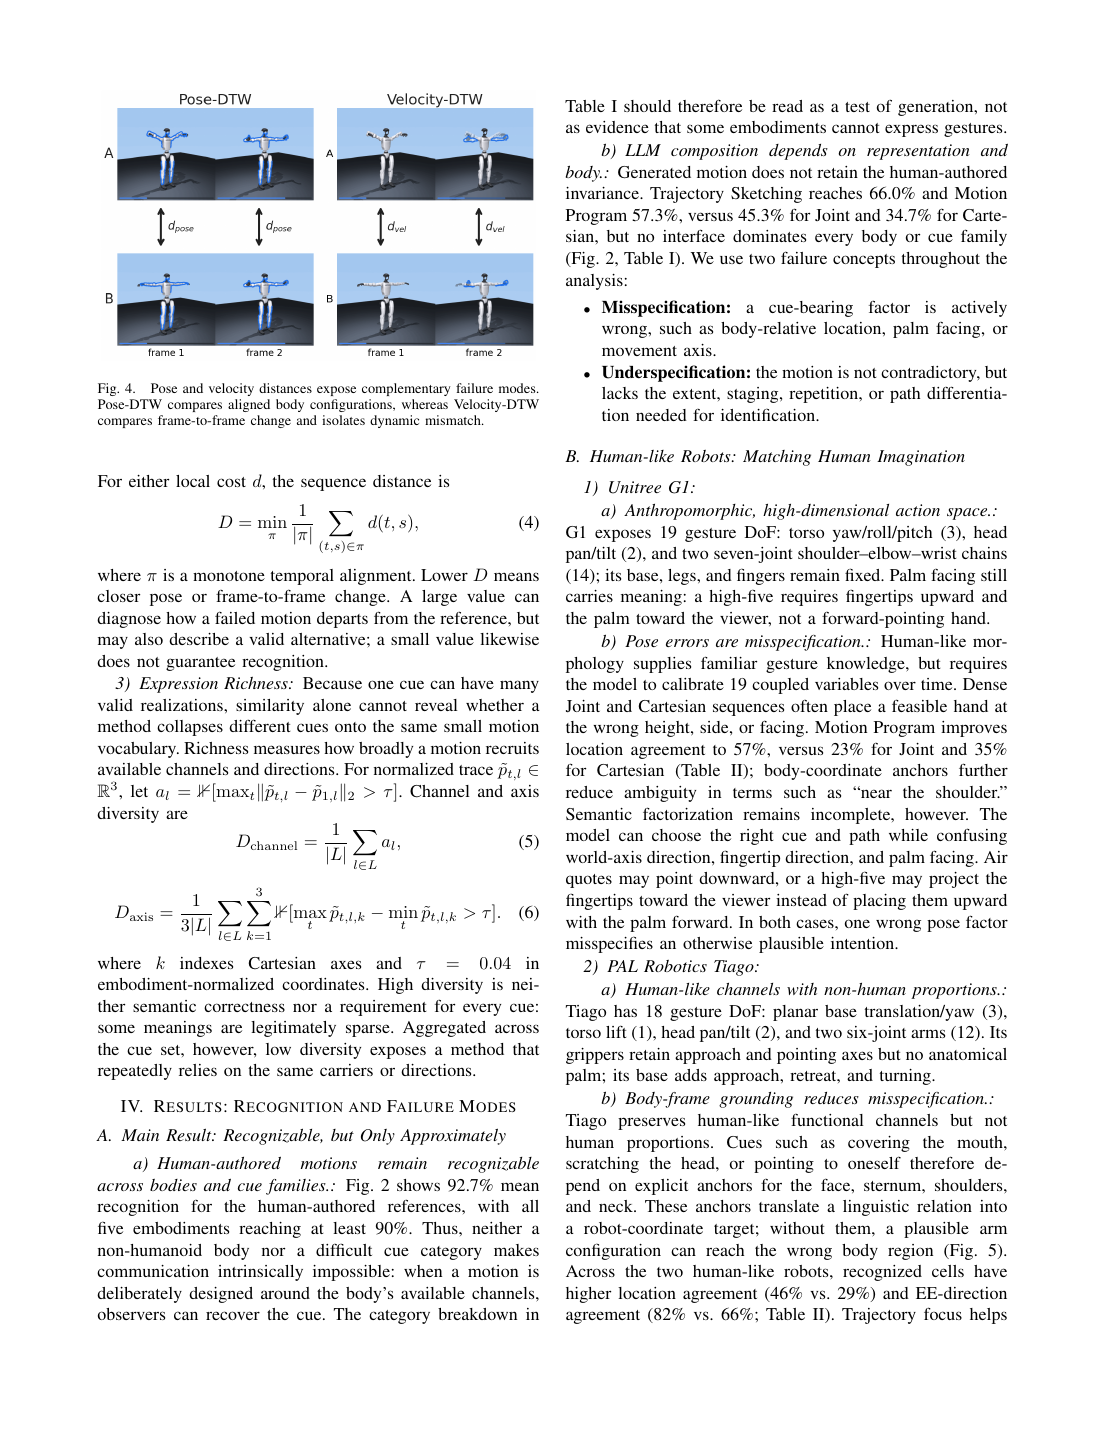 Pose-DTW
Velocity-DTW
A
A
d_pose
d_pose
d_vel
d_vel
B
B
frame 1
frame 2
frame 1
frame 2
Fig. 4. Pose and velocity distances expose complementary failure modes.
Pose-DTW compares aligned body configurations, whereas Velocity-DTW
compares frame-to-frame change and isolates dynamic mismatch.
For either local cost d, the sequence distance is
D = min_π 1/|π| ∑_{(t,s)∈π} d(t, s), (4)
where π is a monotone temporal alignment. Lower D means
closer pose or frame-to-frame change. A large value can
diagnose how a failed motion departs from the reference, but
may also describe a valid alternative; a small value likewise
does not guarantee recognition.
3) Expression Richness: Because one cue can have many
valid realizations, similarity alone cannot reveal whether a
method collapses different cues onto the same small motion
vocabulary. Richness measures how broadly a motion recruits
available channels and directions. For normalized trace p̃_{t,l} ∈
ℝ³, let a_l = ⊮[max_t‖p̃_{t,l} − p̃_{1,l}‖₂ > τ]. Channel and axis
diversity are
D_channel = 1/|L| ∑_{l∈L} a_l, (5)
D_axis = 1/3|L| ∑_{l∈L} ∑_{k=1}^{3} ⊮[max_t p̃_{t,l,k} − min_t p̃_{t,l,k} > τ]. (6)
where k indexes Cartesian axes and τ = 0.04 in
embodiment-normalized coordinates. High diversity is nei-
ther semantic correctness nor a requirement for every cue:
some meanings are legitimately sparse. Aggregated across
the cue set, however, low diversity exposes a method that
repeatedly relies on the same carriers or directions.
IV. RESULTS: RECOGNITION AND FAILURE MODES
A. Main Result: Recognizable, but Only Approximately
a) Human-authored motions remain recognizable
across bodies and cue families.: Fig. 2 shows 92.7% mean
recognition for the human-authored references, with all
five embodiments reaching at least 90%. Thus, neither a
non-humanoid body nor a difficult cue category makes
communication intrinsically impossible: when a motion is
deliberately designed around the body's available channels,
observers can recover the cue. The category breakdown in
Table I should therefore be read as a test of generation, not
as evidence that some embodiments cannot express gestures.
b) LLM composition depends on representation and
body.: Generated motion does not retain the human-authored
invariance. Trajectory Sketching reaches 66.0% and Motion
Program 57.3%, versus 45.3% for Joint and 34.7% for Carte-
sian, but no interface dominates every body or cue family
(Fig. 2, Table I). We use two failure concepts throughout the
analysis:
• Misspecification: a cue-bearing factor is actively
wrong, such as body-relative location, palm facing, or
movement axis.
• Underspecification: the motion is not contradictory, but
lacks the extent, staging, repetition, or path differentia-
tion needed for identification.
B. Human-like Robots: Matching Human Imagination
1) Unitree G1:
a) Anthropomorphic, high-dimensional action space.:
G1 exposes 19 gesture DoF: torso yaw/roll/pitch (3), head
pan/tilt (2), and two seven-joint shoulder–elbow–wrist chains
(14); its base, legs, and fingers remain fixed. Palm facing still
carries meaning: a high-five requires fingertips upward and
the palm toward the viewer, not a forward-pointing hand.
b) Pose errors are misspecification.: Human-like mor-
phology supplies familiar gesture knowledge, but requires
the model to calibrate 19 coupled variables over time. Dense
Joint and Cartesian sequences often place a feasible hand at
the wrong height, side, or facing. Motion Program improves
location agreement to 57%, versus 23% for Joint and 35%
for Cartesian (Table II); body-coordinate anchors further
reduce ambiguity in terms such as “near the shoulder.”
Semantic factorization remains incomplete, however. The
model can choose the right cue and path while confusing
world-axis direction, fingertip direction, and palm facing. Air
quotes may point downward, or a high-five may project the
fingertips toward the viewer instead of placing them upward
with the palm forward. In both cases, one wrong pose factor
misspecifies an otherwise plausible intention.
2) PAL Robotics Tiago:
a) Human-like channels with non-human proportions.:
Tiago has 18 gesture DoF: planar base translation/yaw (3),
torso lift (1), head pan/tilt (2), and two six-joint arms (12). Its
grippers retain approach and pointing axes but no anatomical
palm; its base adds approach, retreat, and turning.
b) Body-frame grounding reduces misspecification.:
Tiago preserves human-like functional channels but not
human proportions. Cues such as covering the mouth,
scratching the head, or pointing to oneself therefore de-
pend on explicit anchors for the face, sternum, shoulders,
and neck. These anchors translate a linguistic relation into
a robot-coordinate target; without them, a plausible arm
configuration can reach the wrong body region (Fig. 5).
Across the two human-like robots, recognized cells have
higher location agreement (46% vs. 29%) and EE-direction
agreement (82% vs. 66%; Table II). Trajectory focus helps